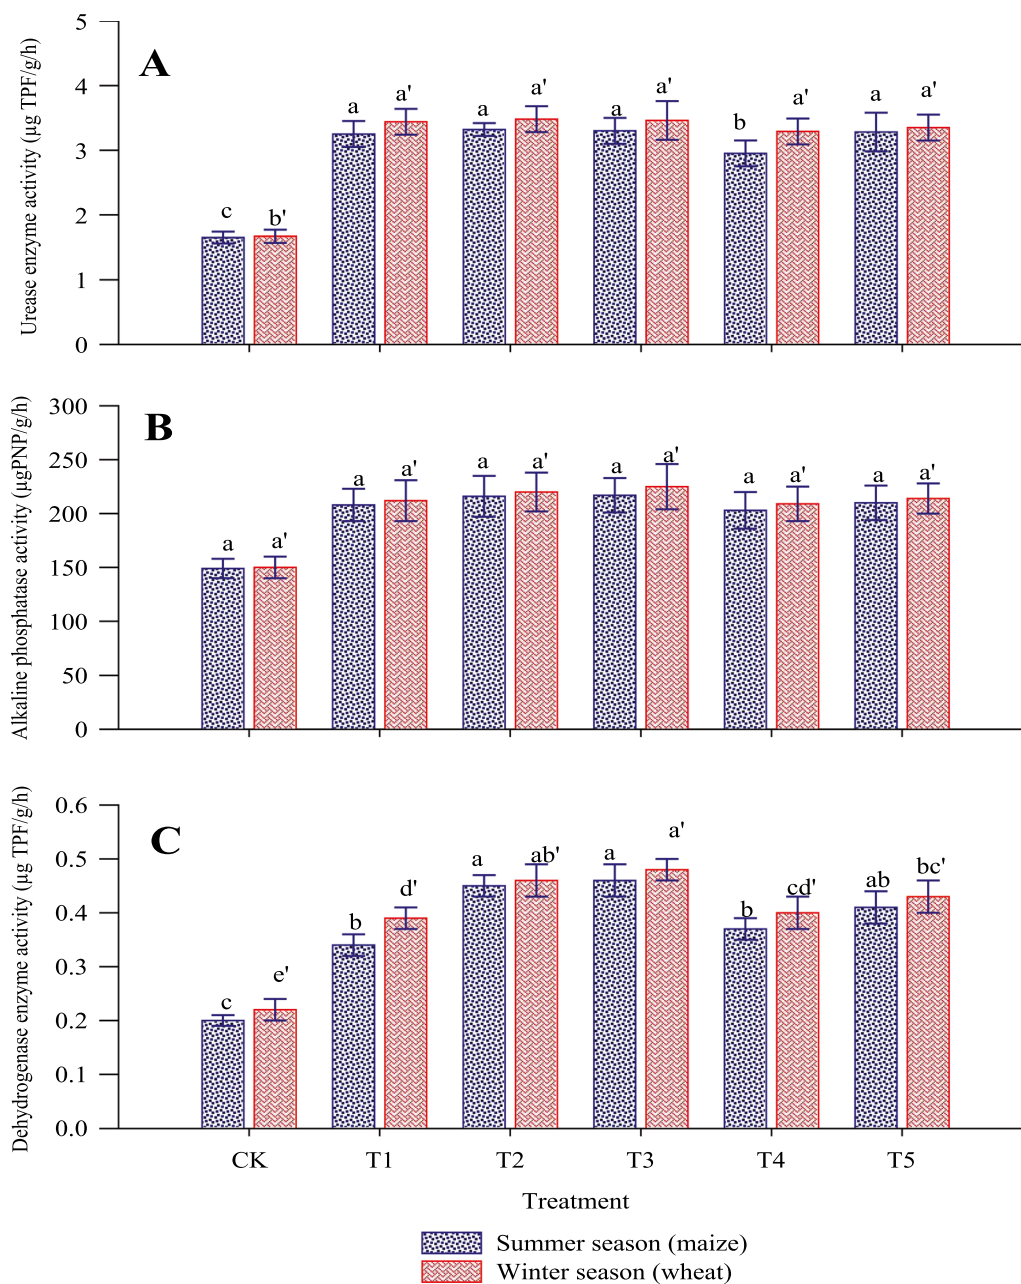 A
Urease enzyme activity (µg TPF/g/h)
5
4
3
2
1
0
c
b'
a
a'
a
a'
a
a'
b
a'
a
a'
B
Alkaline phosphatase activity (µgPNP/g/h)
300
250
200
150
100
50
0
a
a'
a
a'
a
a'
a
a'
a
a'
a
a'
C
Dehydrogenase enzyme activity (µg TPF/g/h)
0.6
0.5
0.4
0.3
0.2
0.1
0.0
c
e'
b
d'
a
ab'
a
a'
b
cd'
ab
bc'
CK T1 T2 T3 T4 T5
Treatment
Summer season (maize)
Winter season (wheat)